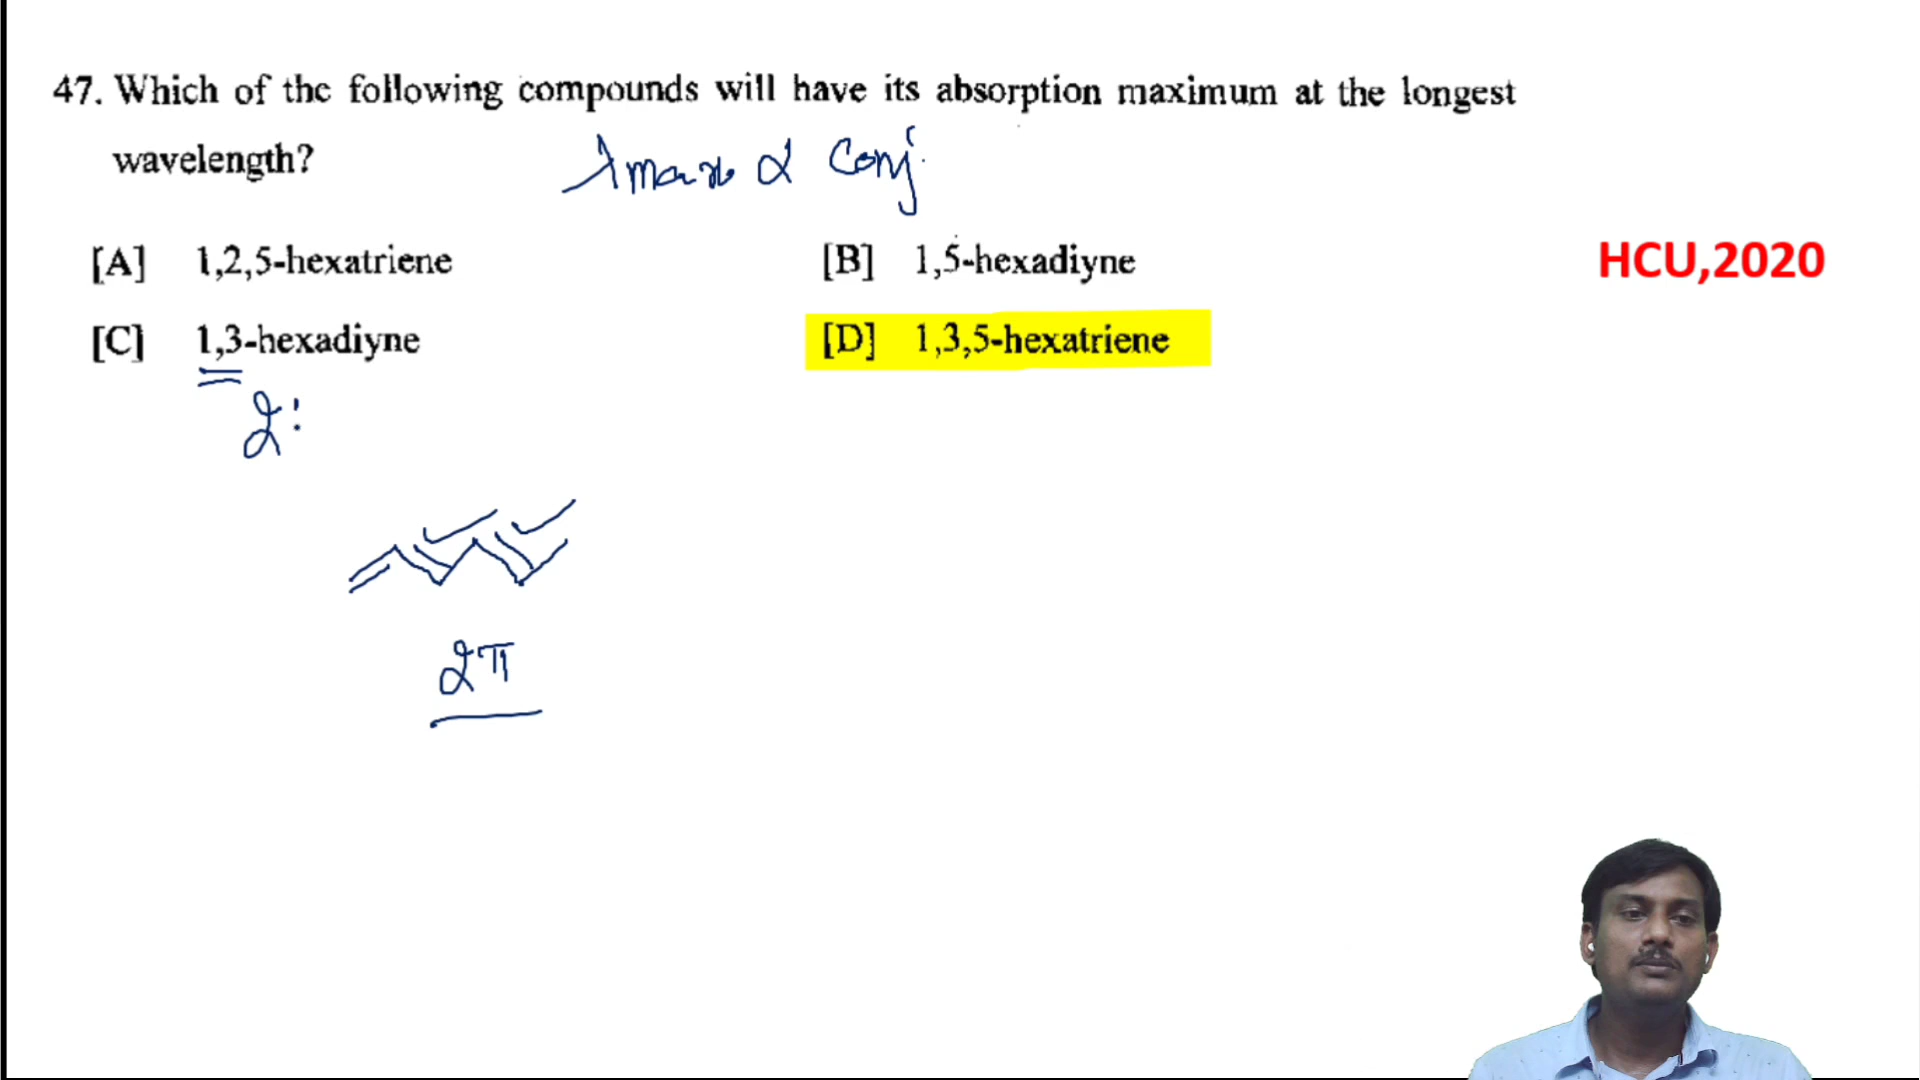 47. Which of the following compounds will have its absorption maximum at the longest
wavelength?
λmax α Conj.
[A] 1,2,5-hexatriene
[B] 1,5-hexadiyne
HCU,2020
[C] 1,3-hexadiyne
[D] 1,3,5-hexatriene
2:
2π